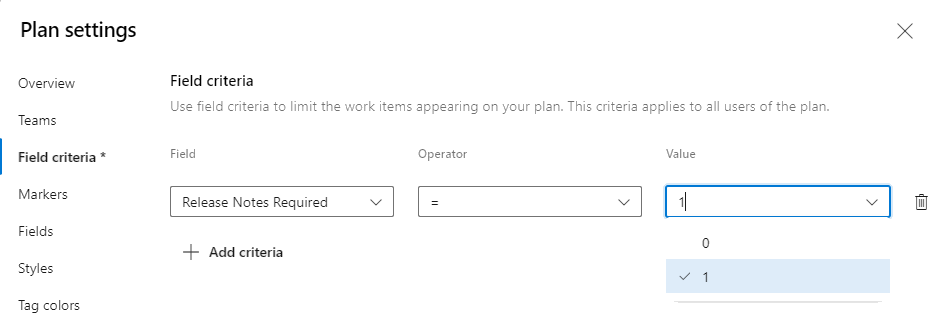 Plan settings
Overview
Teams
Field criteria *
Markers
Fields
Styles
Tag colors
Field criteria
Use field criteria to limit the work items appearing on your plan. This criteria applies to all users of the plan.
Field Operator Value
Release Notes Required = 1
Add criteria
0
1